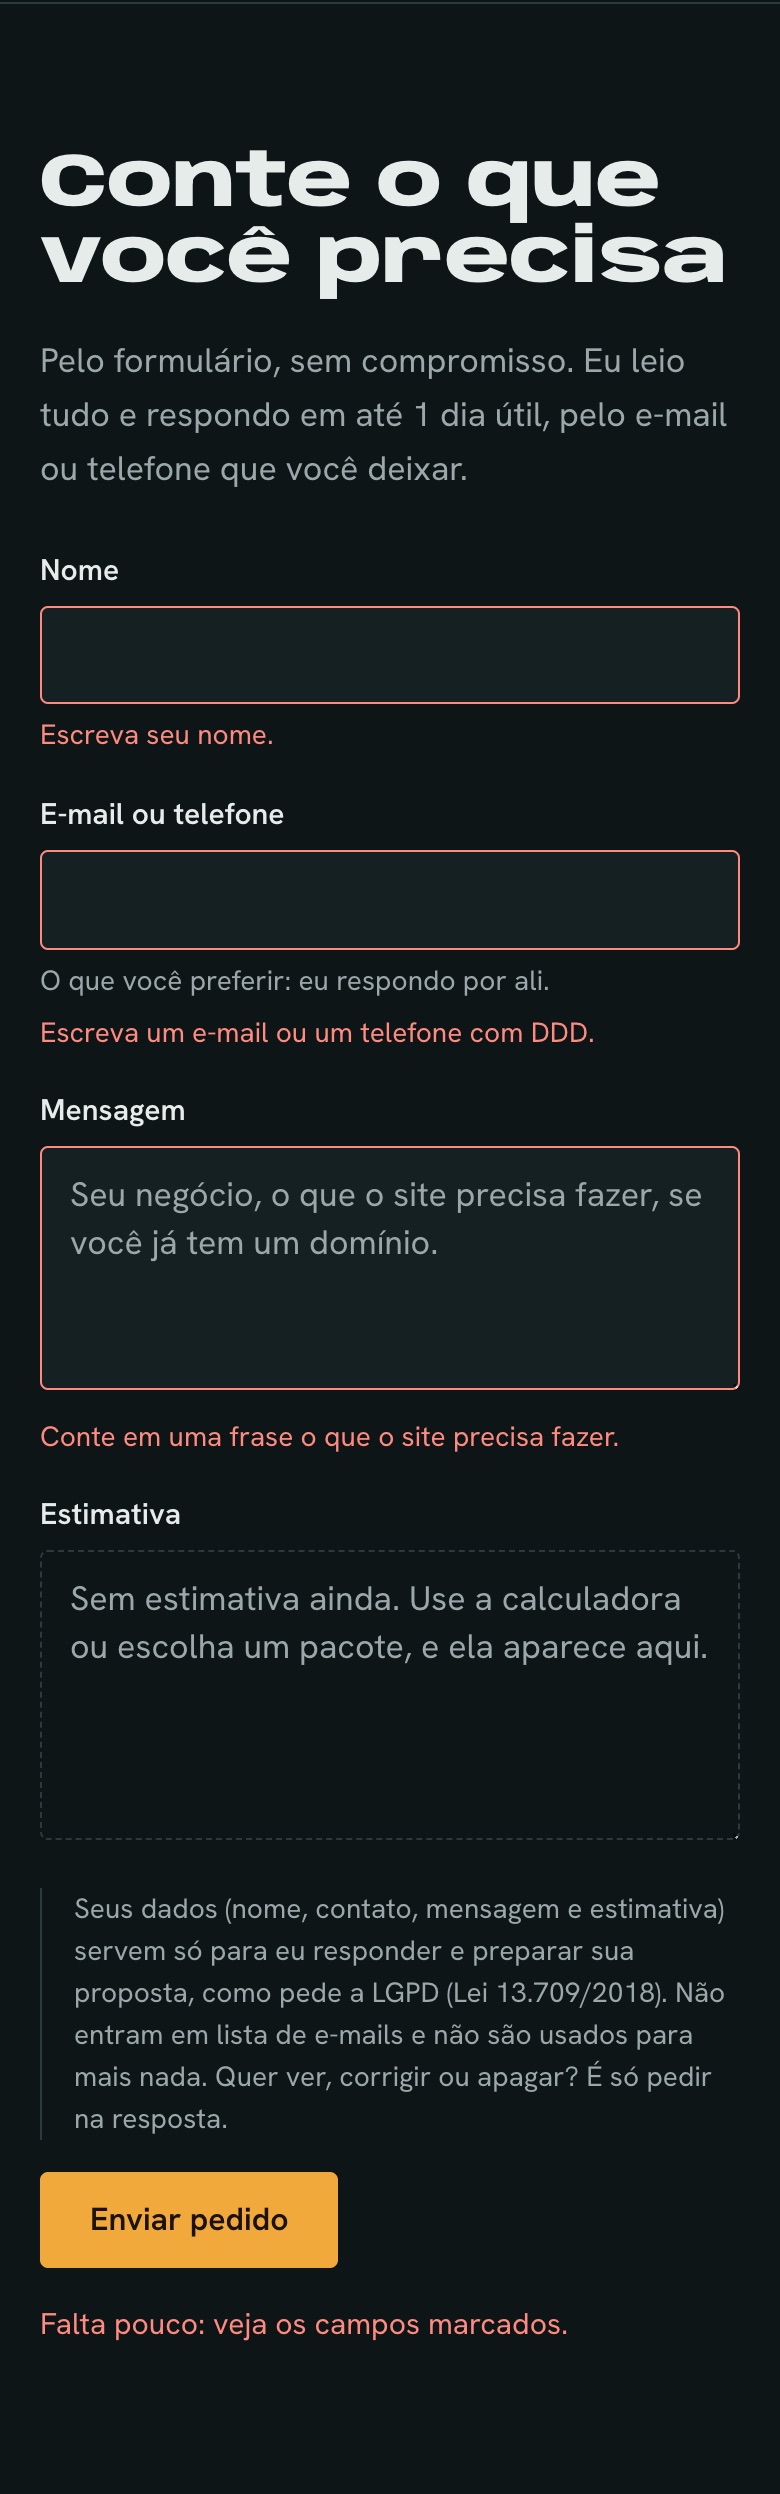 Conte o que
você precisa
Pelo formulário, sem compromisso. Eu leio
tudo e respondo em até 1 dia útil, pelo e-mail
ou telefone que você deixar.
Nome
Escreva seu nome.
E-mail ou telefone
O que você preferir: eu respondo por ali.
Escreva um e-mail ou um telefone com DDD.
Mensagem
Seu negócio, o que o site precisa fazer, se
você já tem um domínio.
Conte em uma frase o que o site precisa fazer.
Estimativa
Sem estimativa ainda. Use a calculadora
ou escolha um pacote, e ela aparece aqui.
Seus dados (nome, contato, mensagem e estimativa)
servem só para eu responder e preparar sua
proposta, como pede a LGPD (Lei 13.709/2018). Não
entram em lista de e-mails e não são usados para
mais nada. Quer ver, corrigir ou apagar? É só pedir
na resposta.
Enviar pedido
Falta pouco: veja os campos marcados.